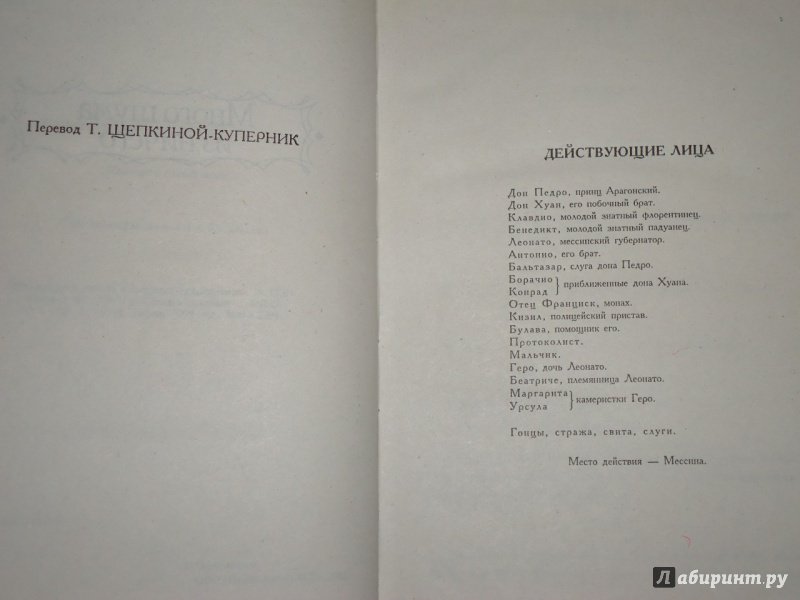 Перевод Т. ЩЕПКИНОЙ-КУПЕРНИК
ДЕЙСТВУЮЩИЕ ЛИЦА
Дон Педро, принц Арагонский.
Дон Хуан, его побочный брат.
Клавдио, молодой знатный флорентинец.
Бенедикт, молодой знатный падуанец.
Леонато, мессинский губернатор.
Антонио, его брат.
Бальтазар, слуга дона Педро.
Борачио
Конрад } приближенные дона Хуана.
Отец Франциск, монах.
Кизил, полицейский пристав.
Булава, помощник его.
Протоколист.
Мальчик.
Геро, дочь Леонато.
Беатриче, племянница Леонато.
Маргарита
Урсула } камеристки Геро.
Гонцы, стража, свита, слуги.
Место действия — Мессина.
Лабиринт.ру